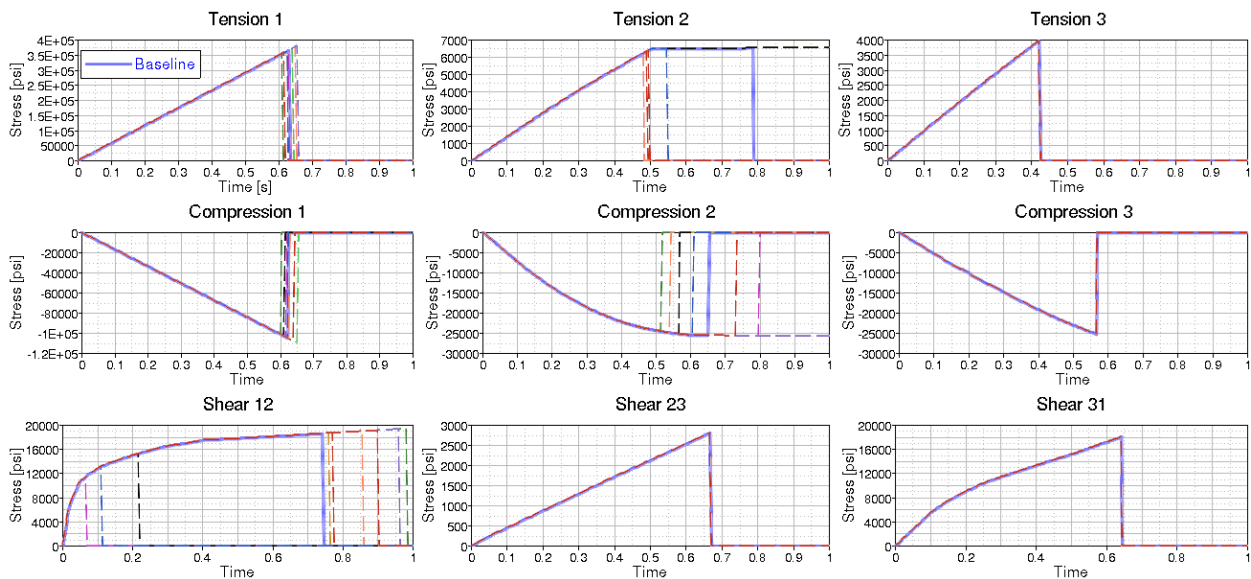 Tension 1
Tension 2
Tension 3
Stress [psi]
4E+05
3.5E+05
3E+05
2.5E+05
2E+05
1.5E+05
1E+05
50000
0
Baseline
0 0.1 0.2 0.3 0.4 0.5 0.6 0.7 0.8 0.9 1
Time [s]
Stress [psi]
7000
6000
5000
4000
3000
2000
1000
0
0 0.1 0.2 0.3 0.4 0.5 0.6 0.7 0.8 0.9 1
Time
Stress [psi]
4000
3500
3000
2500
2000
1500
1000
500
0
0 0.1 0.2 0.3 0.4 0.5 0.6 0.7 0.8 0.9 1
Time
Compression 1
Compression 2
Compression 3
Stress [psi]
0
-20000
-40000
-60000
-80000
-1E+05
-1.2E+05
0 0.1 0.2 0.3 0.4 0.5 0.6 0.7 0.8 0.9 1
Time
Stress [psi]
0
-5000
-10000
-15000
-20000
-25000
-30000
0 0.1 0.2 0.3 0.4 0.5 0.6 0.7 0.8 0.9 1
Time
Stress [psi]
0
-5000
-10000
-15000
-20000
-25000
-30000
0 0.1 0.2 0.3 0.4 0.5 0.6 0.7 0.8 0.9 1
Time
Shear 12
Shear 23
Shear 31
Stress [psi]
20000
16000
12000
8000
4000
0
0 0.2 0.4 0.6 0.8 1
Time
Stress [psi]
3000
2500
2000
1500
1000
500
0
0 0.2 0.4 0.6 0.8 1
Time
Stress [psi]
20000
16000
12000
8000
4000
0
0 0.2 0.4 0.6 0.8 1
Time